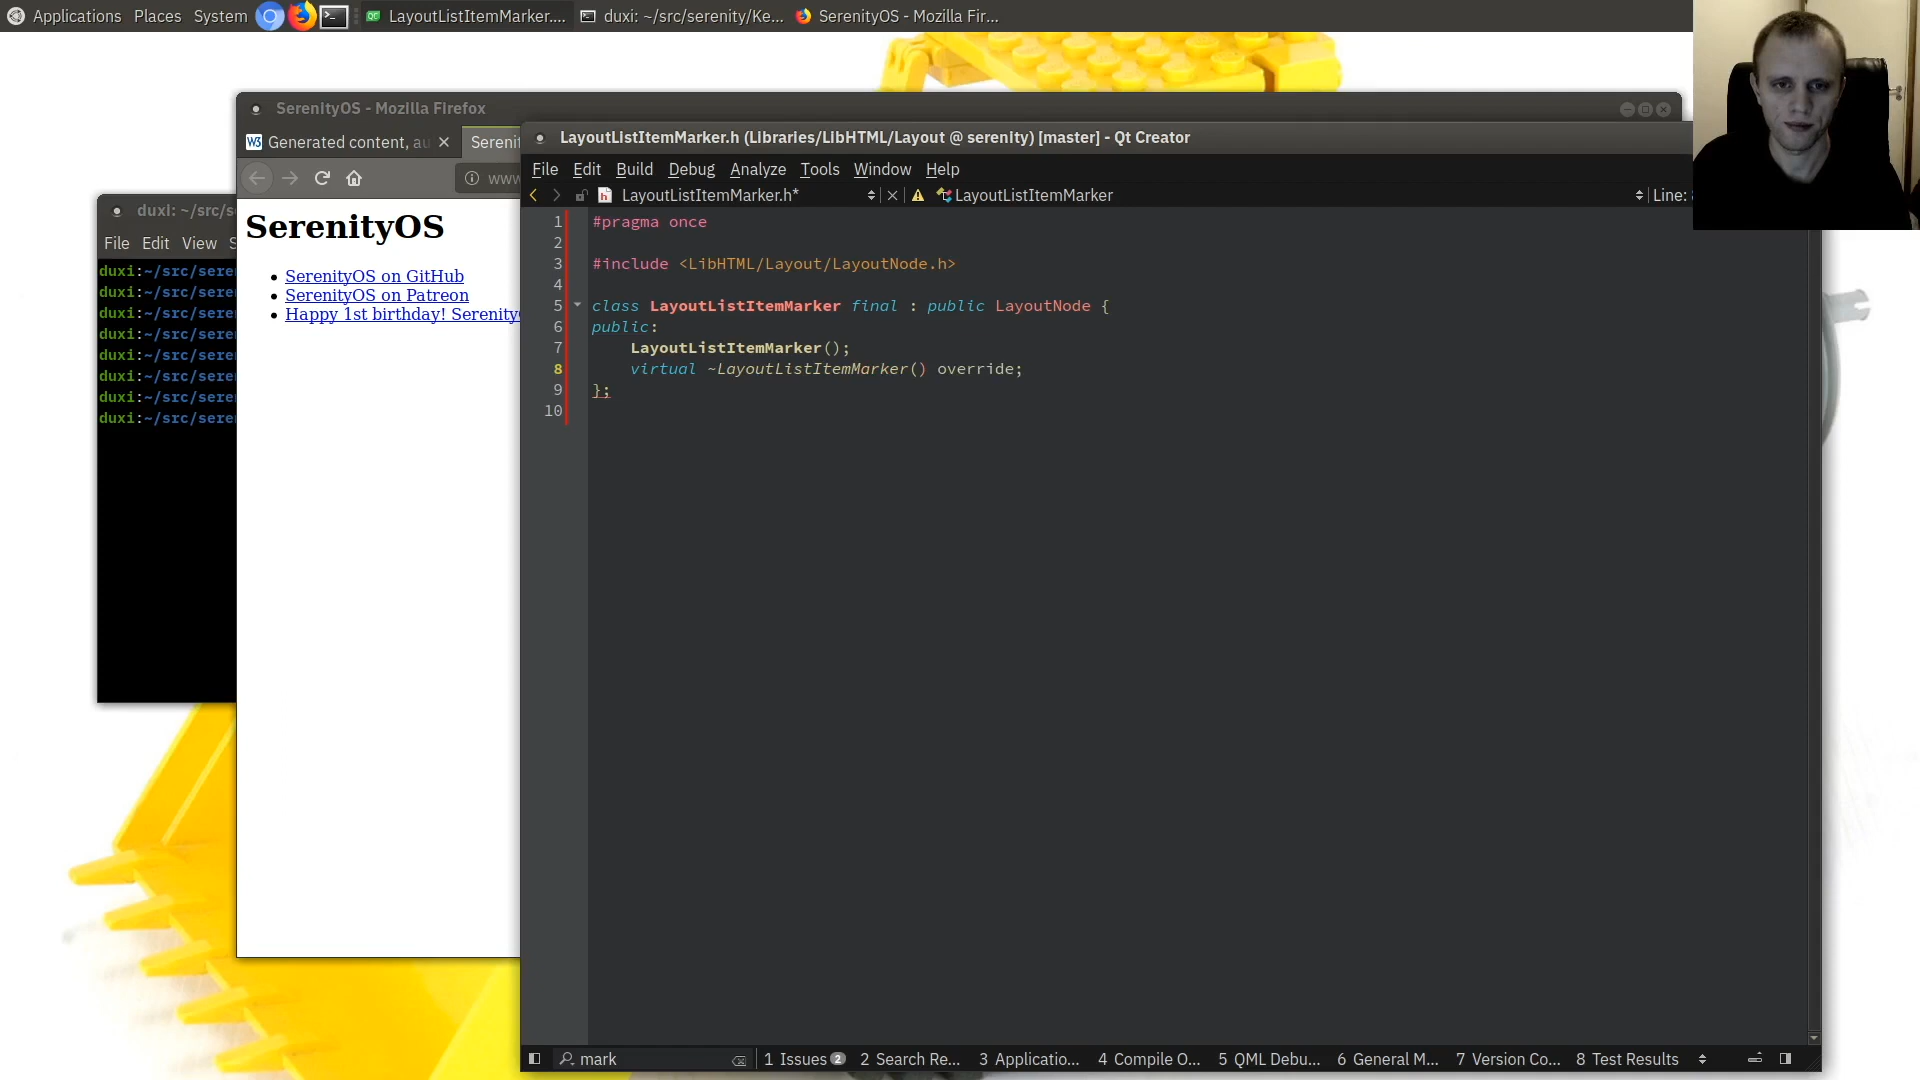 Applications Places System LayoutListItemMarker.... duxi: ~/src/serenity/Ke... SerenityOS - Mozilla Fir...
SerenityOS - Mozilla Firefox
Generated content, au
Serenit
www
SerenityOS
SerenityOS on GitHub
SerenityOS on Patreon
Happy 1st birthday! Serenity
duxi: ~/src/s
File Edit View S
duxi:~/src/sere
duxi:~/src/sere
duxi:~/src/sere
duxi:~/src/sere
duxi:~/src/sere
duxi:~/src/sere
duxi:~/src/sere
duxi:~/src/sere
LayoutListItemMarker.h (Libraries/LibHTML/Layout @ serenity) [master] - Qt Creator
File Edit Build Debug Analyze Tools Window Help
LayoutListItemMarker.h* LayoutListItemMarker Line:
1 #pragma once
2
3 #include <LibHTML/Layout/LayoutNode.h>
4
5 class LayoutListItemMarker final : public LayoutNode {
6 public:
7 LayoutListItemMarker();
8 virtual ~LayoutListItemMarker() override;
9 };
10
mark 1 Issues 2 2 Search Re... 3 Applicatio... 4 Compile O... 5 QML Debu... 6 General M... 7 Version Co... 8 Test Results